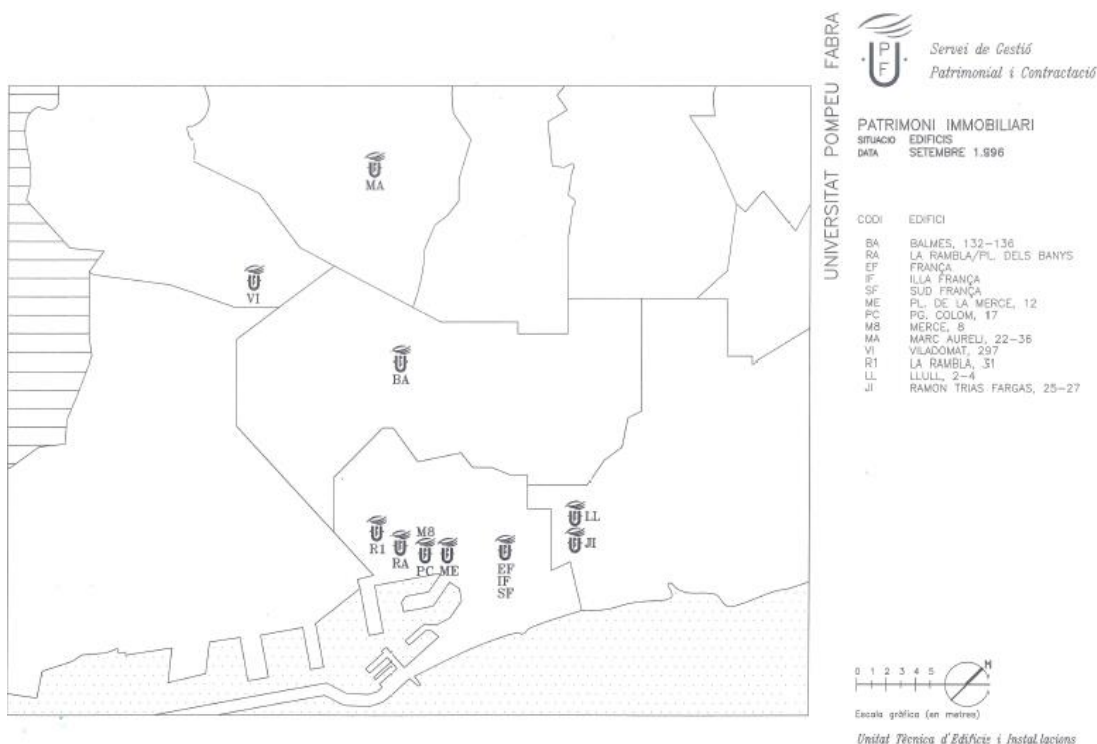 UNIVERSITAT POMPEU FABRA
U
P
F
Servei de Gestió
Patrimonial i Contractació
PATRIMONI IMMOBILIARI
SITUACIO EDIFICIS
DATA SETEMBRE 1.996
CODI EDIFICI
BA BALMES, 132-136
RA LA RAMBLA/PL. DELS BANYS
EF FRANÇA
IF ILLA FRANÇA
SF SUD FRANÇA
ME PL. DE LA MERCE, 12
PC PG. COLOM, 17
M8 MERCE, 8
MA MARC AURELI, 22-36
VI VILADOMAT, 297
R1 LA RAMBLA, 31
LL LLULL, 2-4
JI RAMON TRIAS FARGAS, 25-27
MA
VI
BA
LL
JI
R1
RA
M8
PC
ME
EF
IF
SF
0 1 2 3 4 5
N
Escala gràfica (en metres)
Unitat Tècnica d'Edificis i Instal.lacions